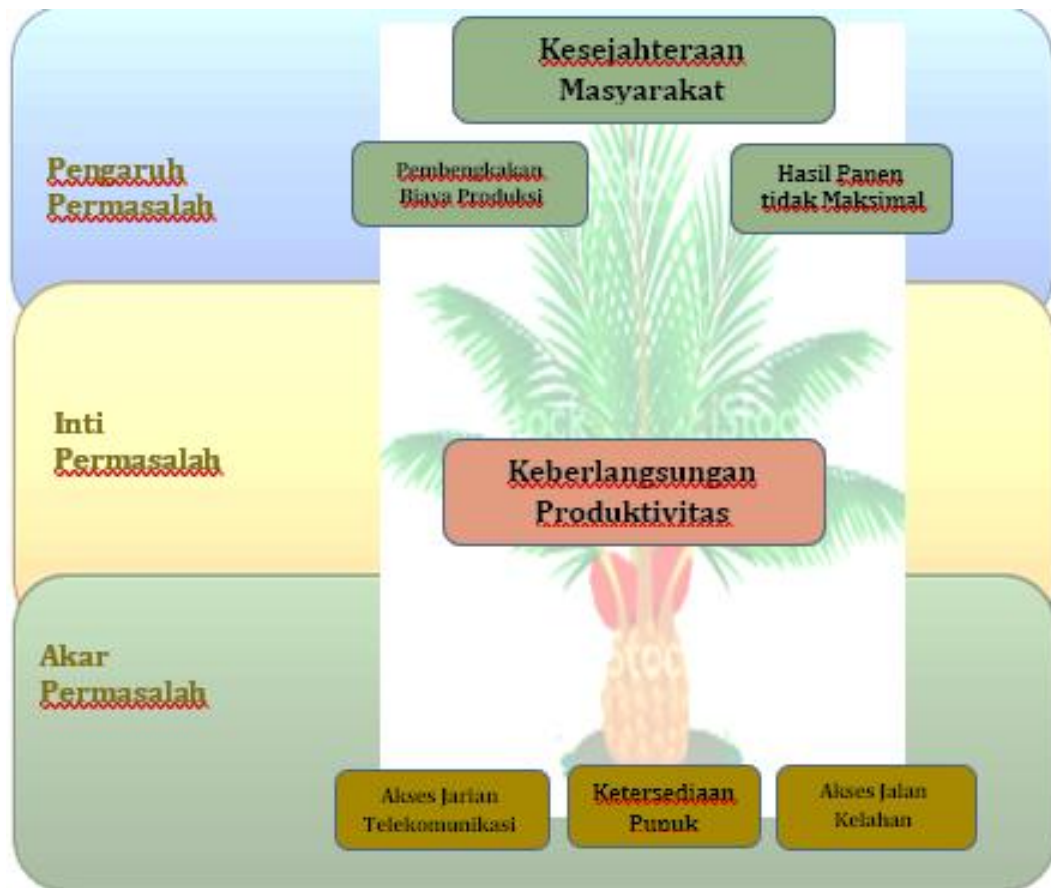 Kesejahteraan
Masyarakat
Pengaruh
Permasalah
Pembengkakan
Biaya Produksi
Hasil Panen
tidak Maksimal
Inti
Permasalah
Keberlangsungan
Produktivitas
Akar
Permasalah
Akses Jarian
Telekomunikasi
Ketersediaan
Pupuk
Akses Jalan
Kelahan